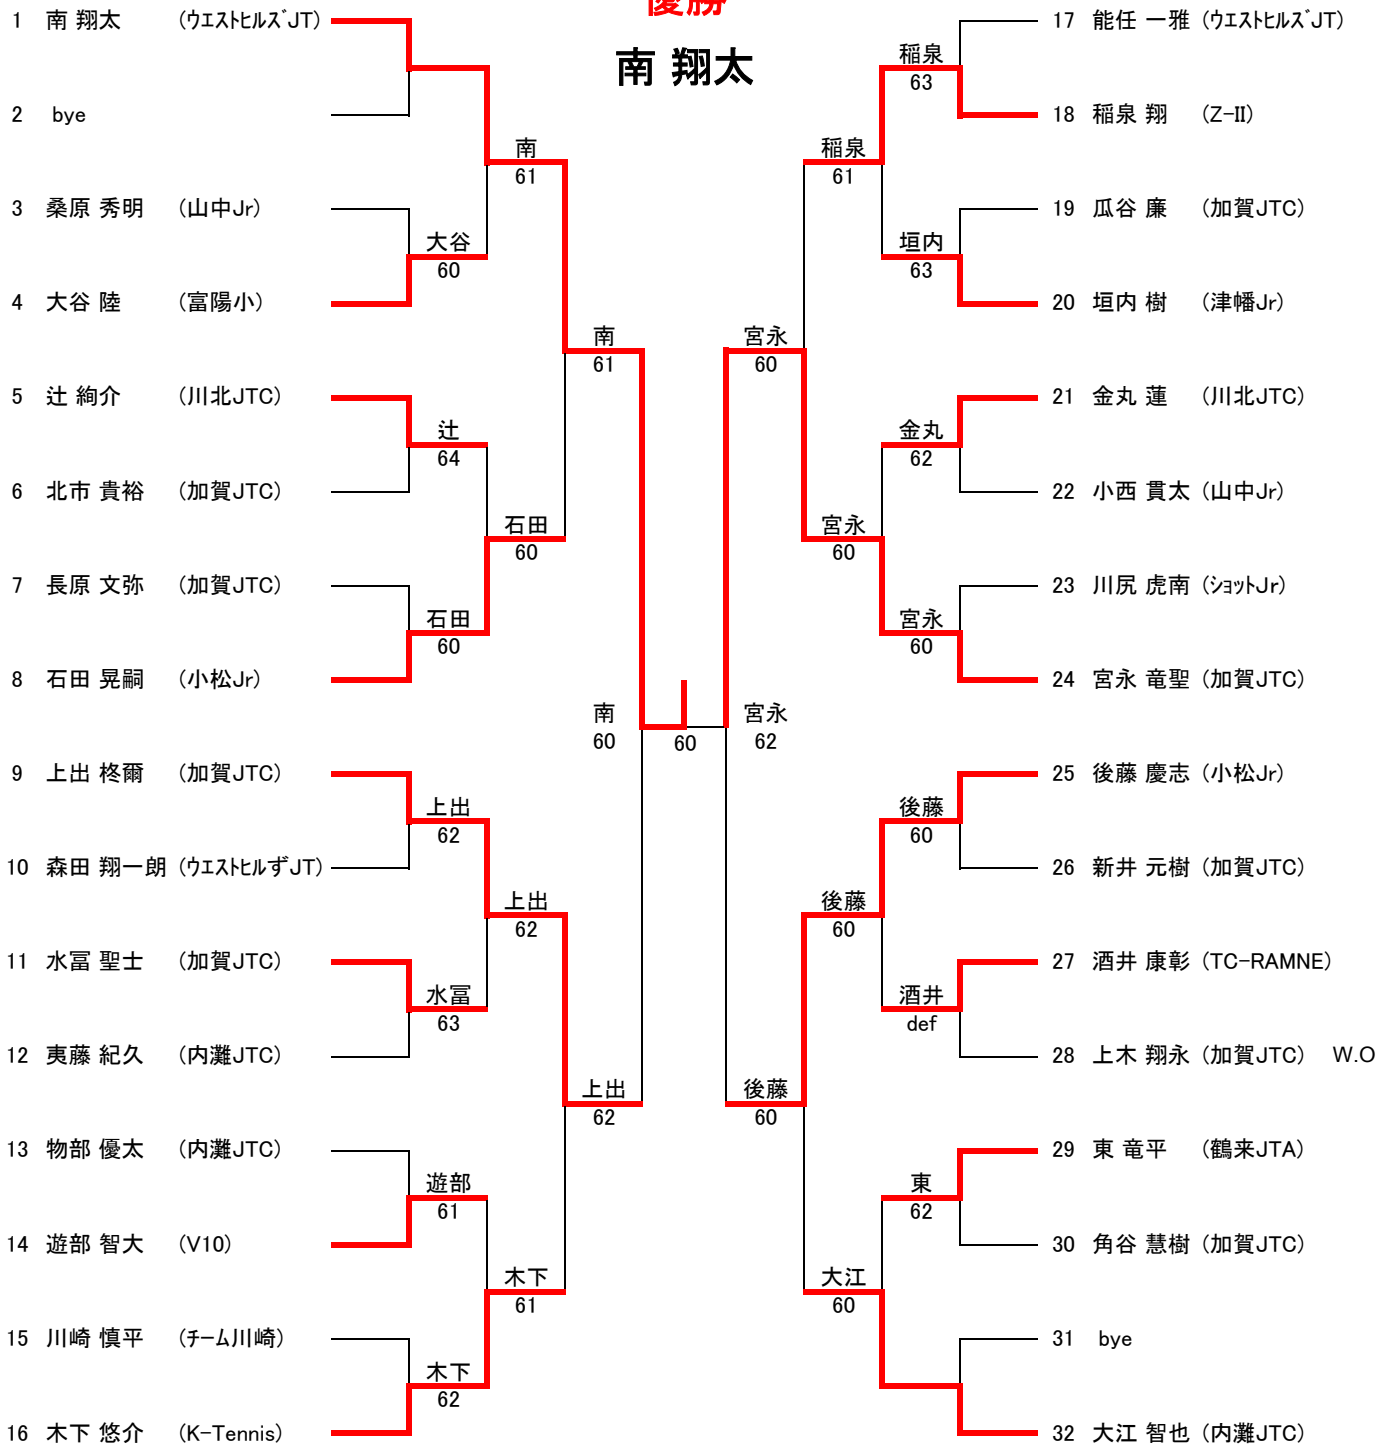 優勝
南 翔太
1 南 翔太 (ウエストヒルズJT)
2 bye
3 桑原 秀明 (山中Jr)
4 大谷 陸 (富陽小)
5 辻 絢介 (川北JTC)
6 北市 貴裕 (加賀JTC)
7 長原 文弥 (加賀JTC)
8 石田 晃嗣 (小松Jr)
9 上出 柊爾 (加賀JTC)
10 森田 翔一朗 (ウエストヒルずJT)
11 水冨 聖士 (加賀JTC)
12 夷藤 紀久 (内灘JTC)
13 物部 優太 (内灘JTC)
14 遊部 智大 (V10)
15 川崎 慎平 (チーム川崎)
16 木下 悠介 (K-Tennis)
大谷
60
辻
64
石田
60
上出
62
水冨
63
遊部
61
木下
62
南
61
石田
60
上出
62
木下
61
南
61
上出
62
南
60
60
宮永
62
宮永
60
後藤
60
稲泉
61
宮永
60
後藤
60
大江
60
稲泉
63
垣内
63
金丸
62
宮永
60
後藤
60
酒井
def
東
62
17 能任 一雅 (ウエストヒルズJT)
18 稲泉 翔 (Z-II)
19 瓜谷 廉 (加賀JTC)
20 垣内 樹 (津幡Jr)
21 金丸 蓮 (川北JTC)
22 小西 貫太 (山中Jr)
23 川尻 虎南 (ショットJr)
24 宮永 竜聖 (加賀JTC)
25 後藤 慶志 (小松Jr)
26 新井 元樹 (加賀JTC)
27 酒井 康彰 (TC-RAMNE)
28 上木 翔永 (加賀JTC) W.O
29 東 竜平 (鶴来JTA)
30 角谷 慧樹 (加賀JTC)
31 bye
32 大江 智也 (内灘JTC)